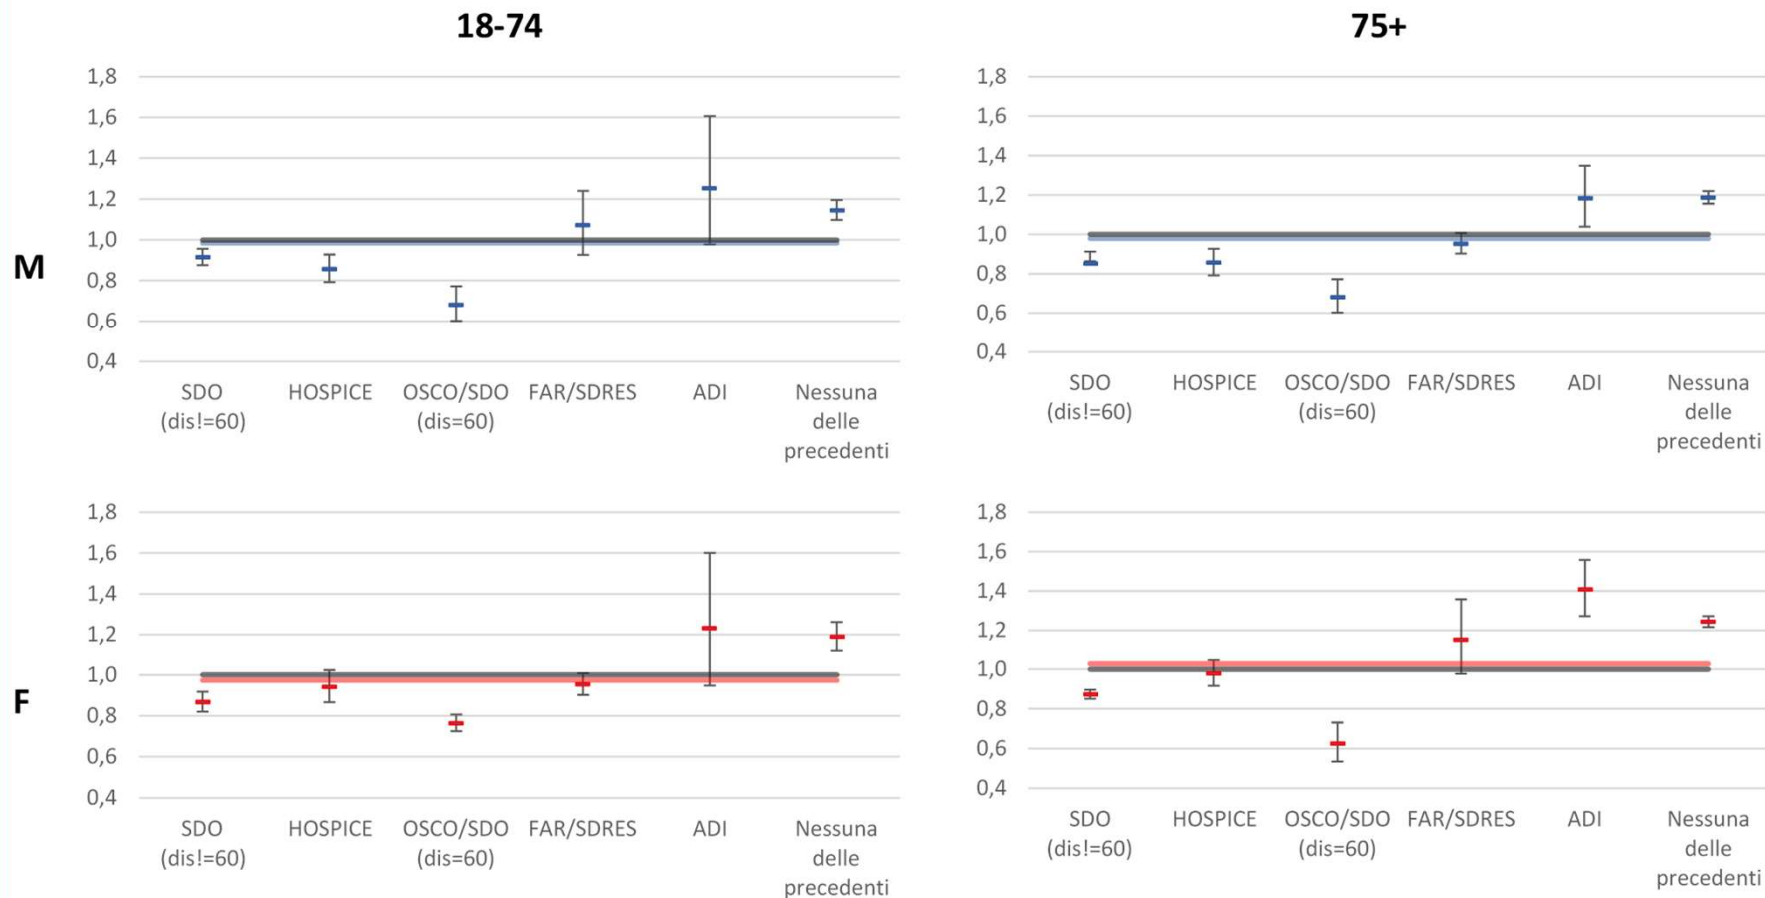 18-74
75+
M
1,8
1,6
1,4
1,2
1,0
0,8
0,6
0,4
SDO
(dis!=60)
HOSPICE
OSCO/SDO
(dis=60)
FAR/SDRES
ADI
Nessuna
delle
precedenti
1,8
1,6
1,4
1,2
1,0
0,8
0,6
0,4
SDO
(dis!=60)
HOSPICE
OSCO/SDO
(dis=60)
FAR/SDRES
ADI
Nessuna
delle
precedenti
F
1,8
1,6
1,4
1,2
1,0
0,8
0,6
0,4
SDO
(dis!=60)
HOSPICE
OSCO/SDO
(dis=60)
FAR/SDRES
ADI
Nessuna
delle
precedenti
1,8
1,6
1,4
1,2
1,0
0,8
0,6
0,4
SDO
(dis!=60)
HOSPICE
OSCO/SDO
(dis=60)
FAR/SDRES
ADI
Nessuna
delle
precedenti